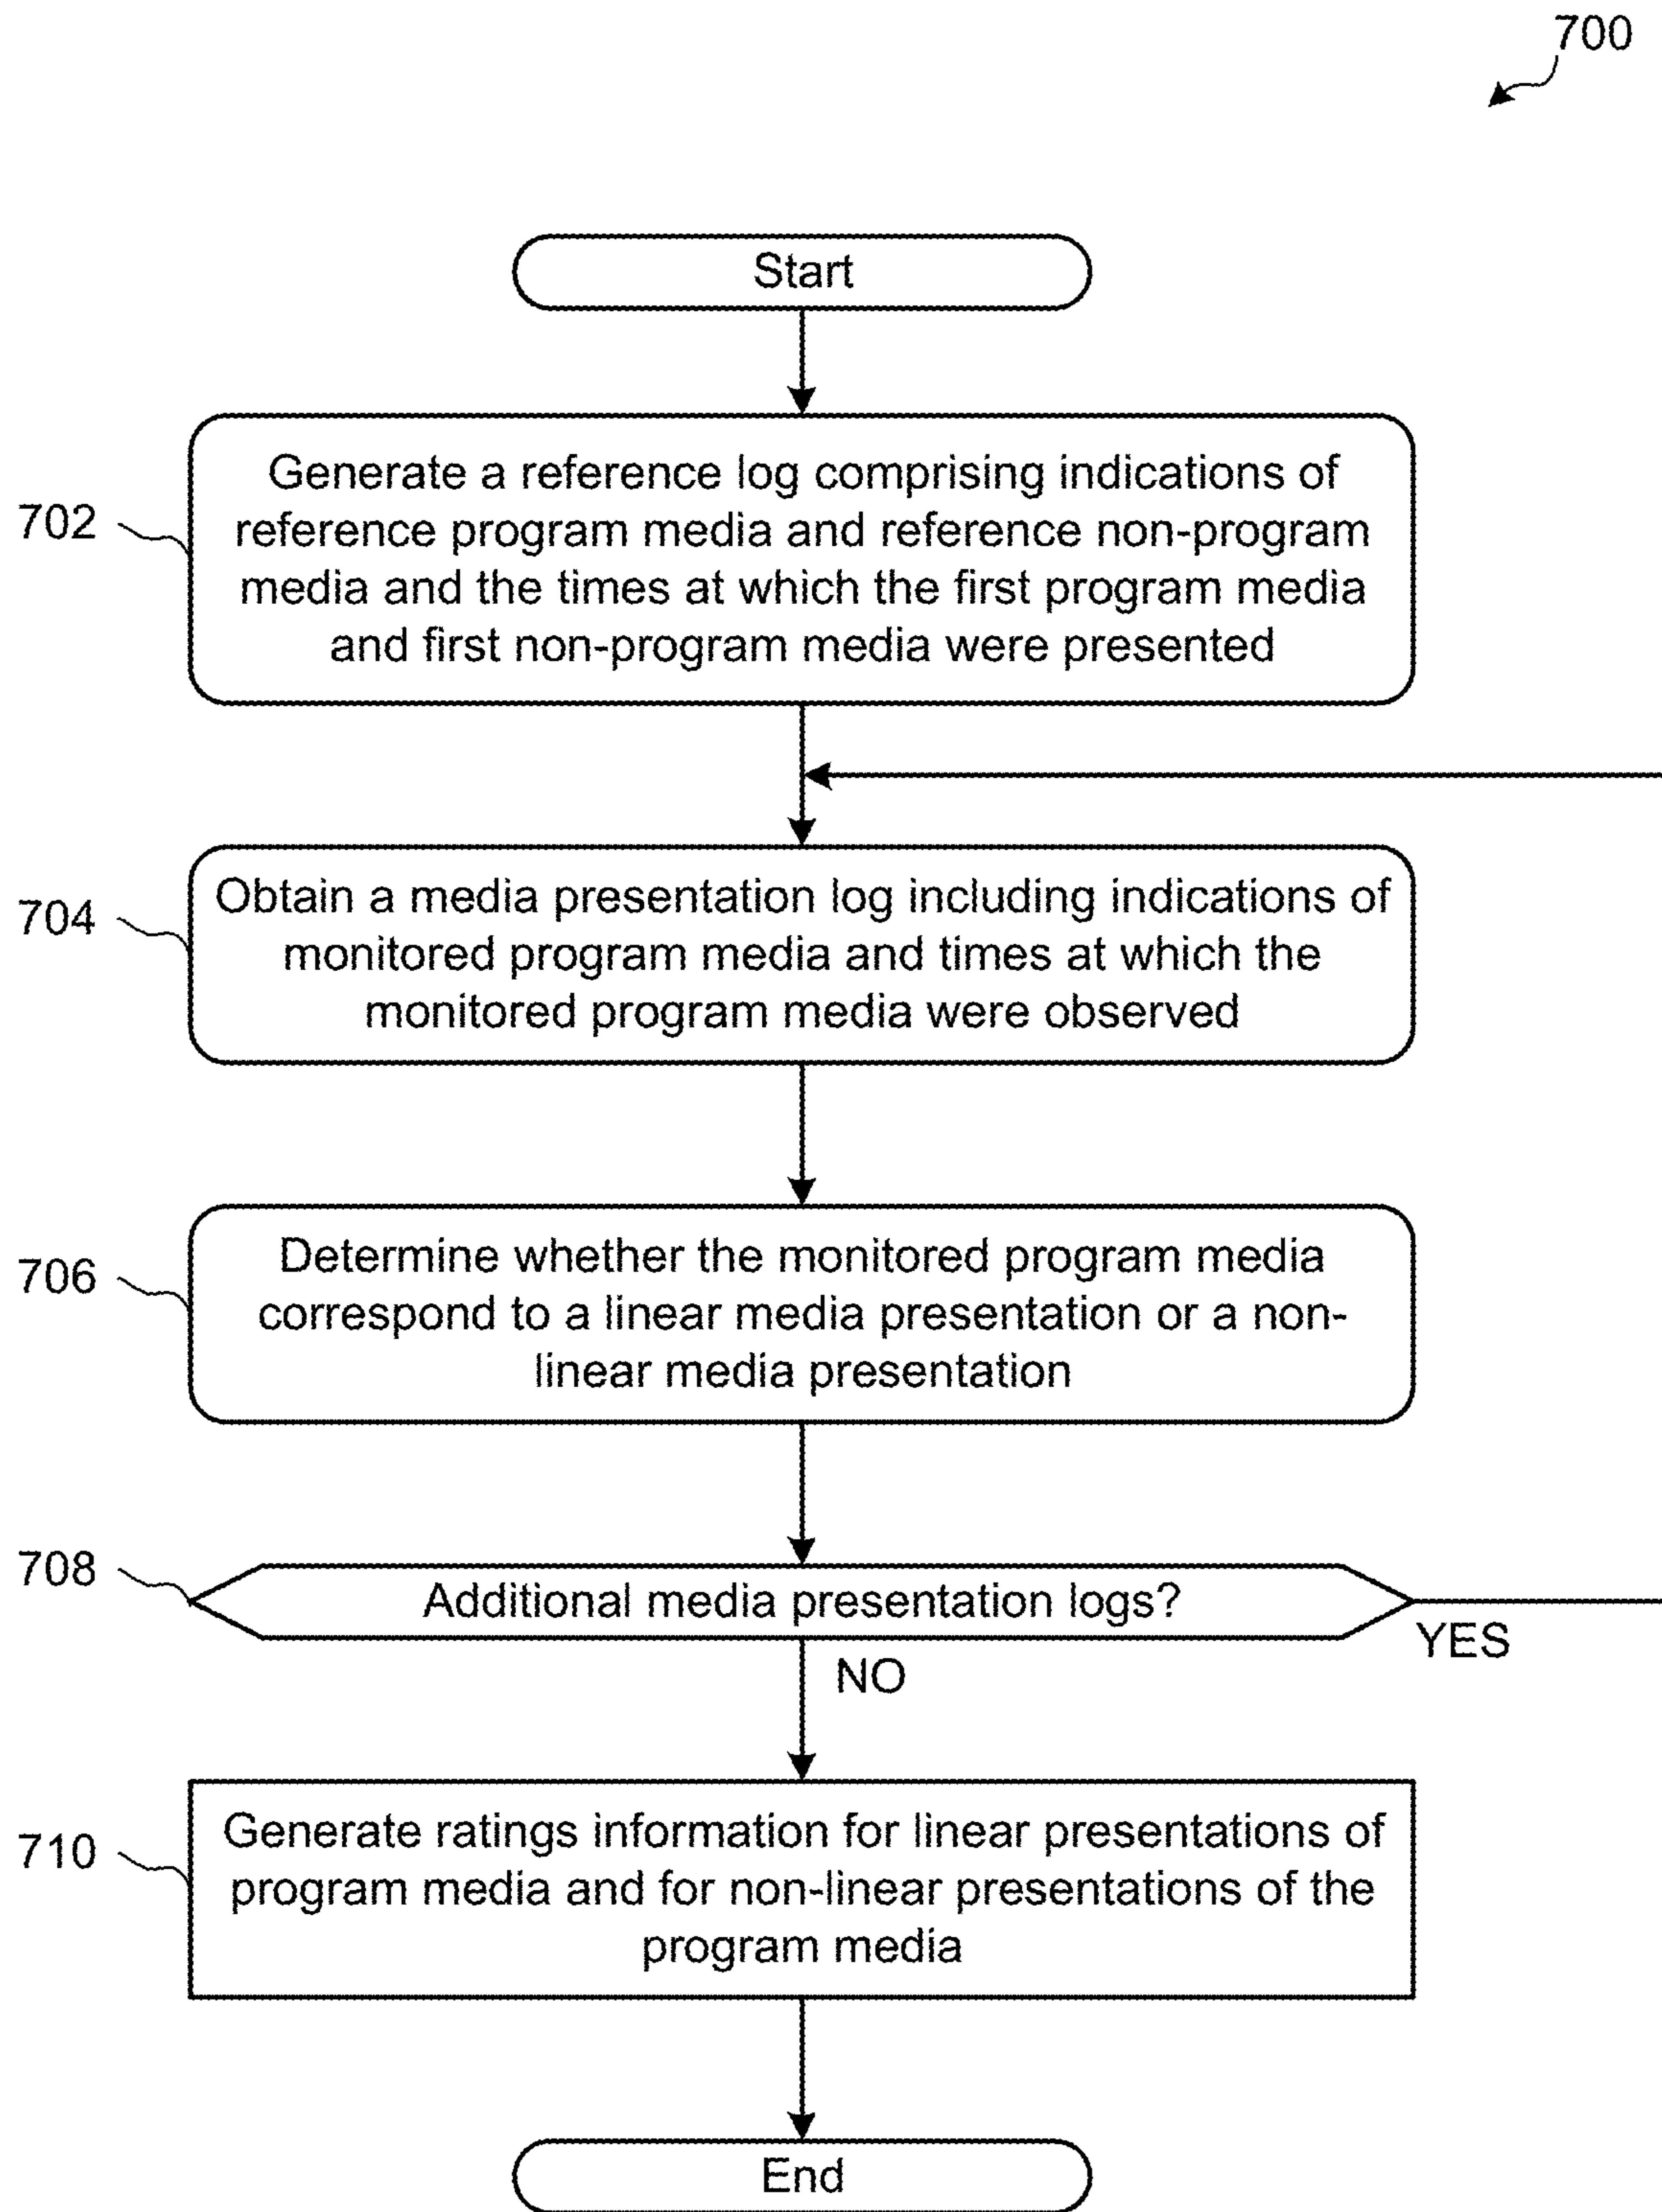 700
Start
702
Generate a reference log comprising indications of
reference program media and reference non-program
media and the times at which the first program media
and first non-program media were presented
704
Obtain a media presentation log including indications of
monitored program media and times at which the
monitored program media were observed
706
Determine whether the monitored program media
correspond to a linear media presentation or a non-
linear media presentation
708
Additional media presentation logs?
YES
NO
710
Generate ratings information for linear presentations of
program media and for non-linear presentations of the
program media
End